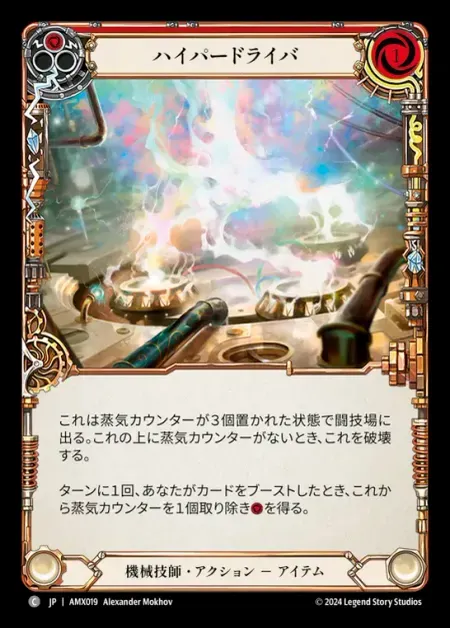 ハイパードライバ
1
これは蒸気カウンターが3個置かれた状態で闘技場に
出る。これの上に蒸気カウンターがないとき、これを破壊
する。
ターンに1回、あなたがカードをブーストしたとき、これか
ら蒸気カウンターを1個取り除き を得る。
機械技師・アクション ー アイテム
C JP | AMX019 Alexander Mokhov
© 2024 Legend Story Studios